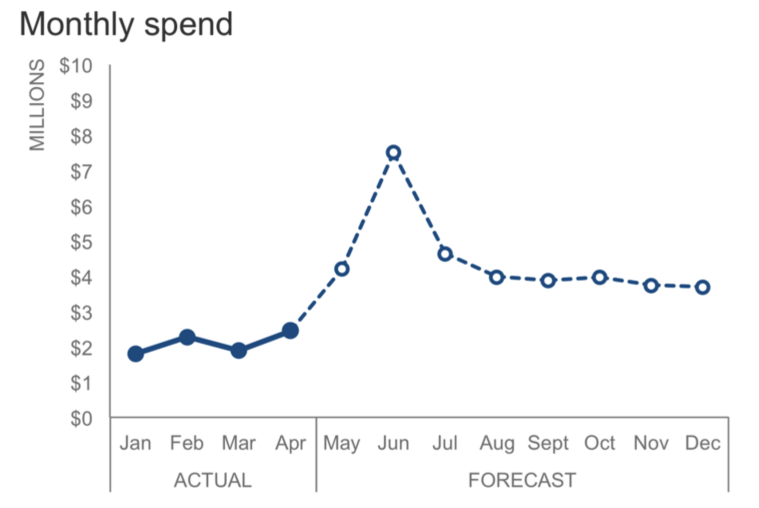 Monthly spend
MILLIONS
$10
$9
$8
$7
$6
$5
$4
$3
$2
$1
$0
Jan Feb Mar Apr May Jun Jul Aug Sept Oct Nov Dec
ACTUAL FORECAST